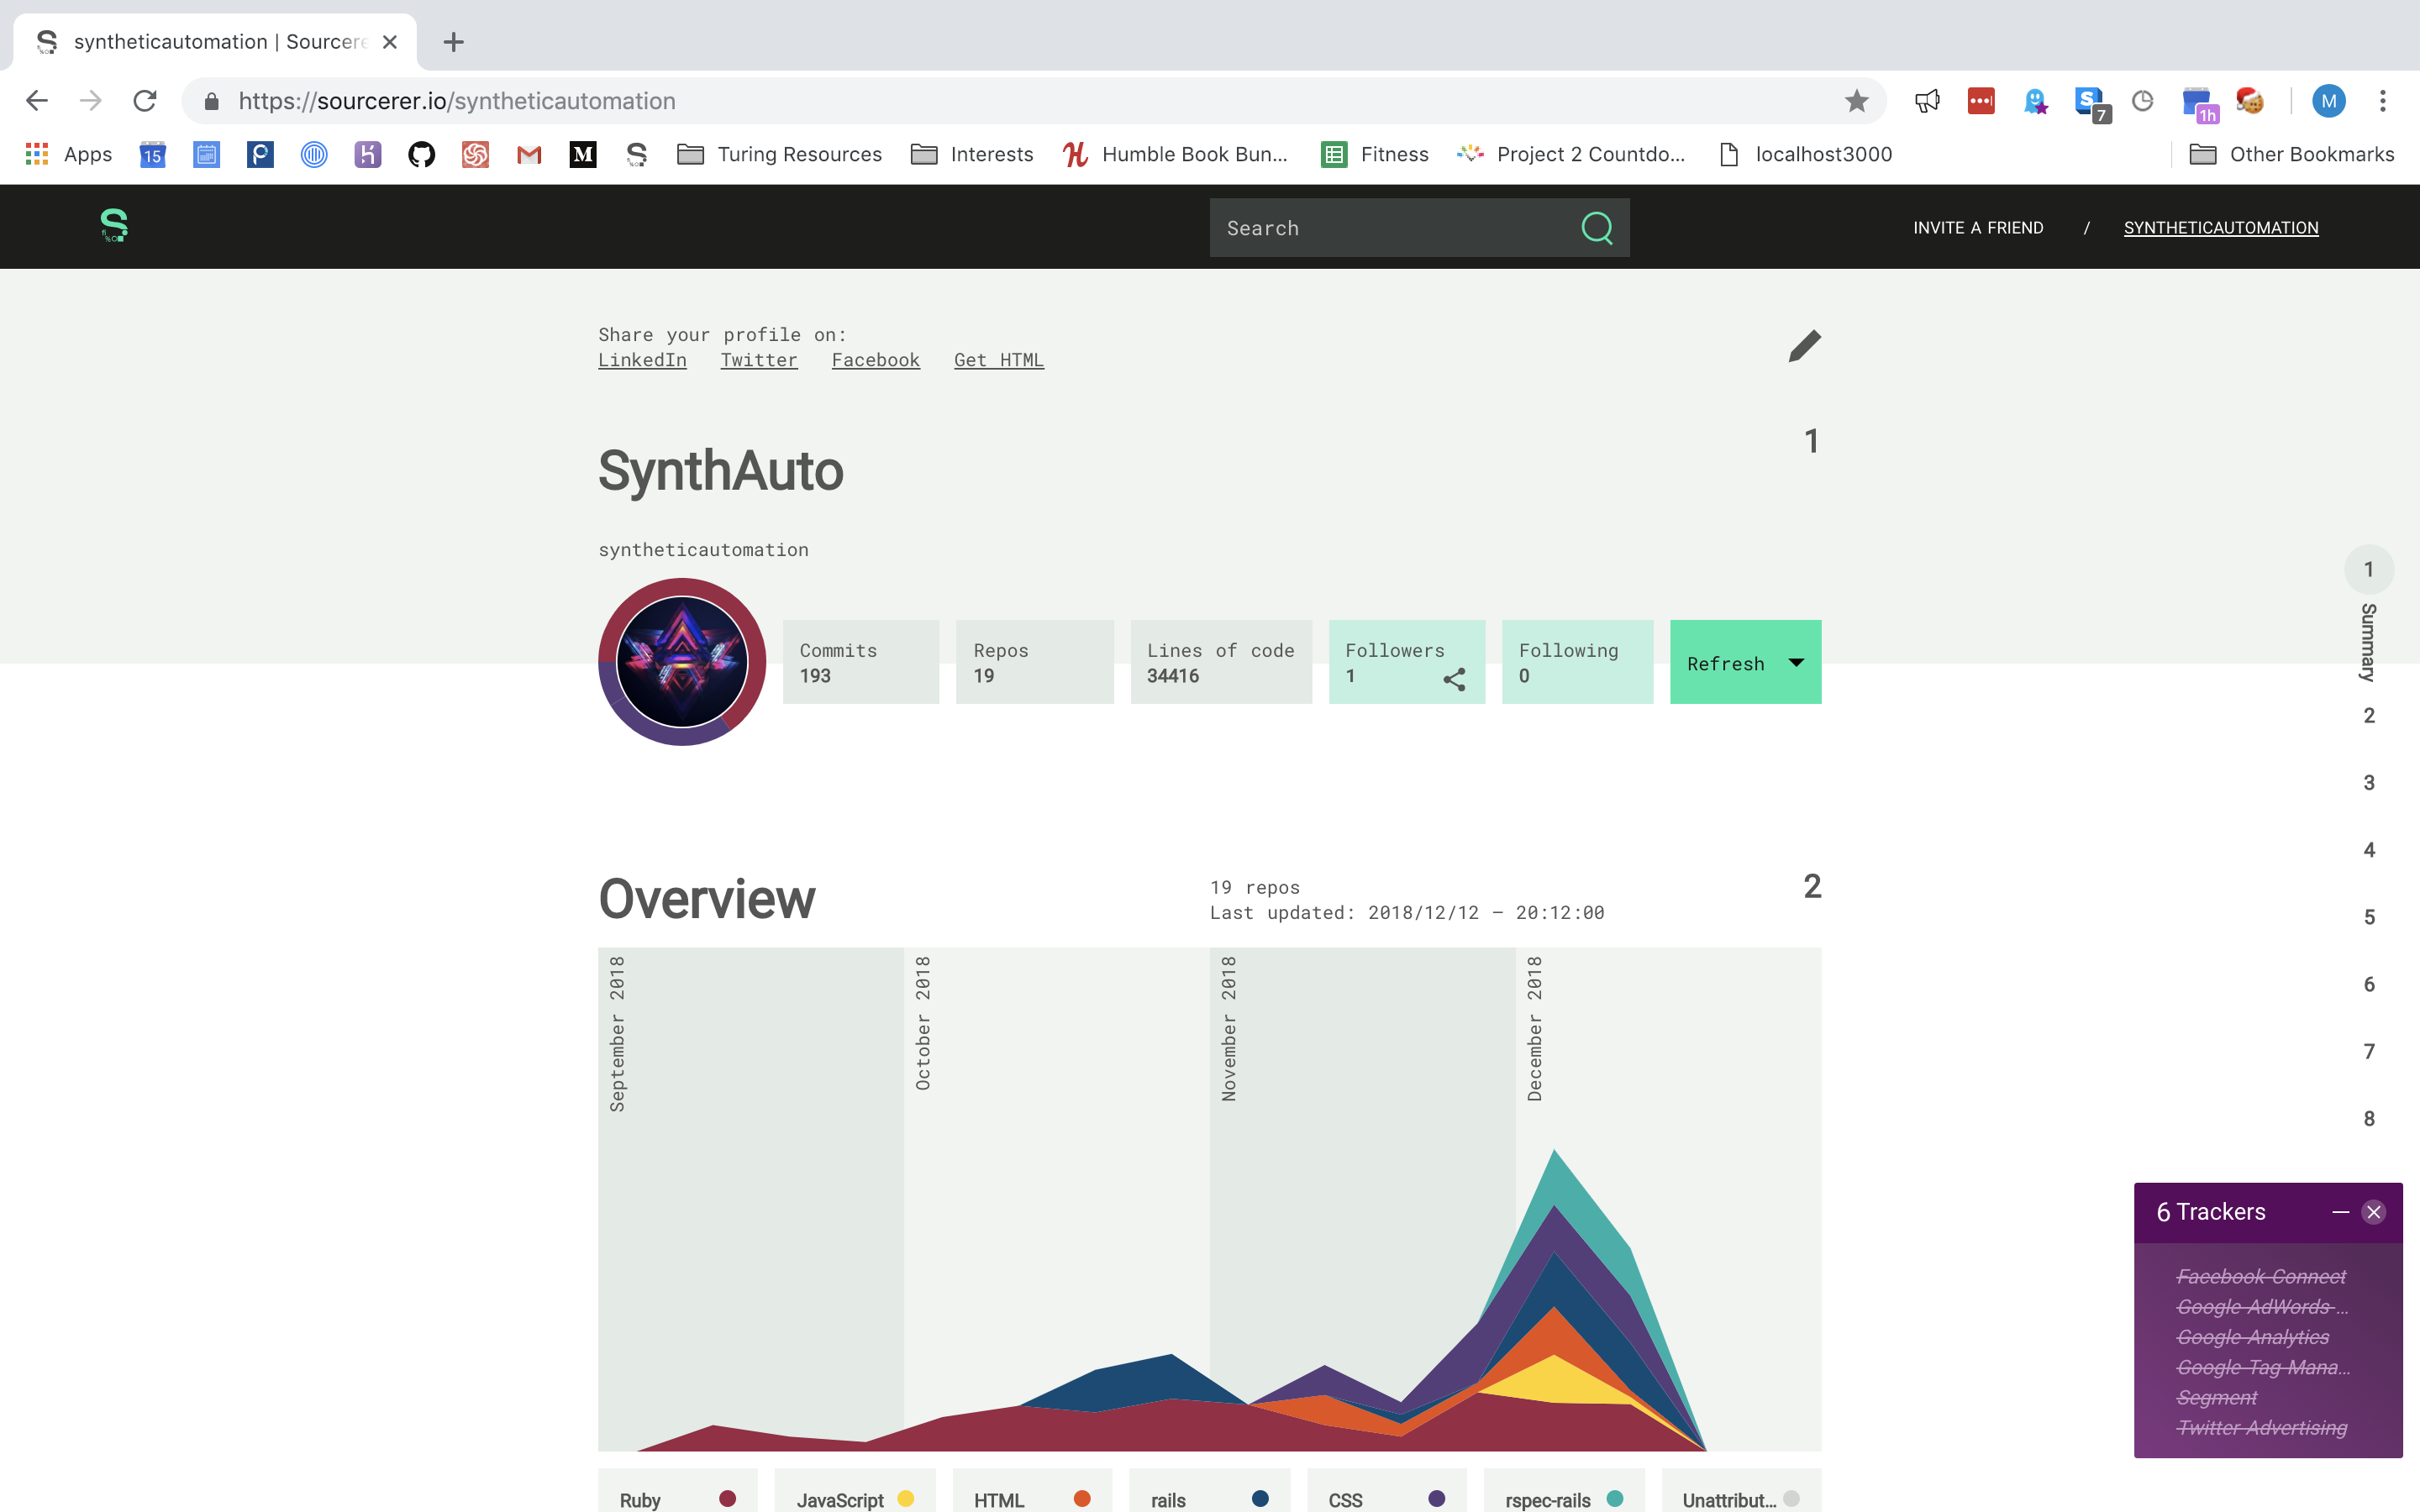 syntheticautomation | Sourcere
https://sourcerer.io/syntheticautomation
7
1h
M
Apps
15
Turing Resources
Interests
Humble Book Bun...
Fitness
Project 2 Countdo...
localhost3000
Other Bookmarks
Search
INVITE A FRIEND / SYNTHETICAUTOMATION
Share your profile on:
LinkedIn Twitter Facebook Get HTML
1
SynthAuto
syntheticautomation
Commits
193
Repos
19
Lines of code
34416
Followers
1
Following
0
Refresh
1
Summary
2
3
4
5
6
7
8
Overview
19 repos
Last updated: 2018/12/12 – 20:12:00
2
September 2018
October 2018
November 2018
December 2018
Ruby
JavaScript
HTML
rails
CSS
rspec-rails
Unattribut...
6 Trackers
Facebook Connect
Google AdWords ...
Google Analytics
Google Tag Mana...
Segment
Twitter Advertising